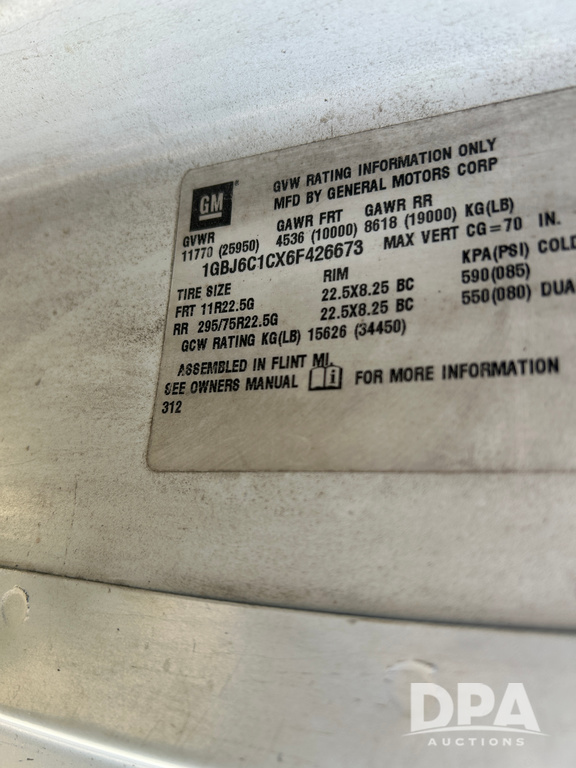 GM
GVW RATING INFORMATION ONLY
MFD BY GENERAL MOTORS CORP
GVWR GAWR FRT GAWR RR
11770 (25950) 4536 (10000) 8618 (19000) KG(LB)
1GBJ6C1CX6F426673 MAX VERT CG=70 IN.
TIRE SIZE RIM KPA(PSI) COLD
FRT 11R22.5G 22.5X8.25 BC 590(085)
RR 295/75R22.5G 22.5X8.25 BC 550(080) DUA
GCW RATING KG(LB) 15626 (34450)
ASSEMBLED IN FLINT MI.
SEE OWNERS MANUAL i FOR MORE INFORMATION
312
DPA
AUCTIONS